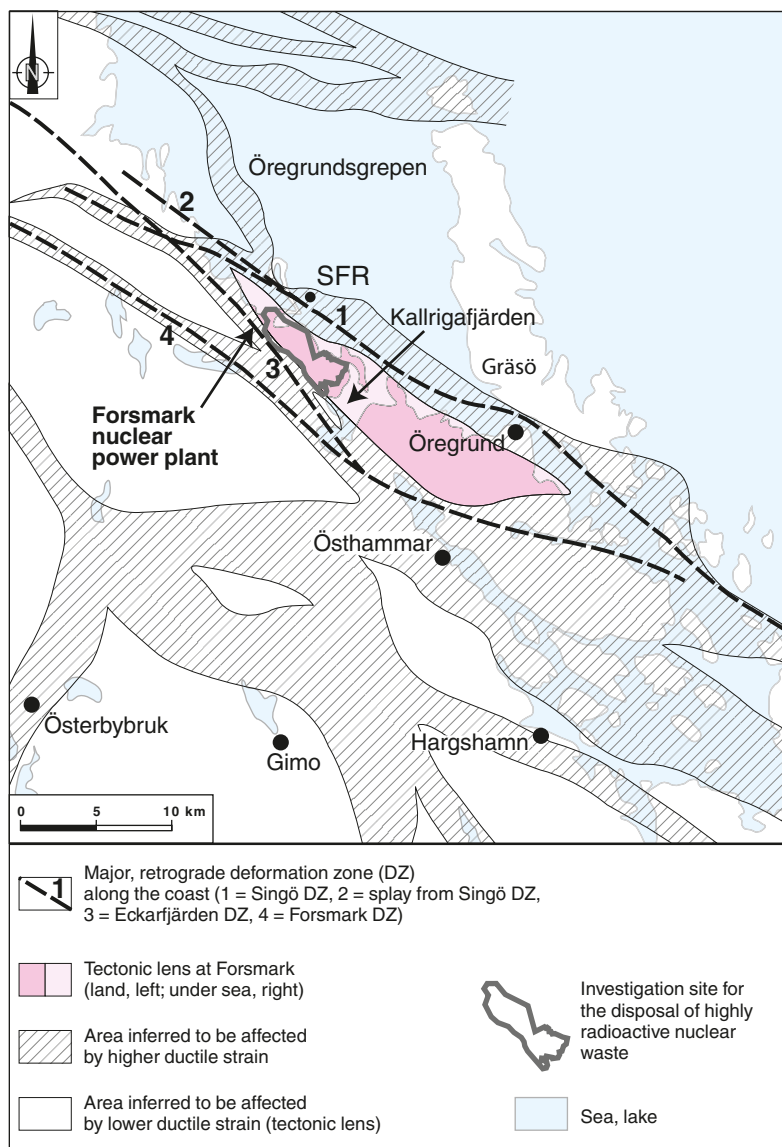 N
Öregrundsgrepen
2
SFR
1
Kallrigafjärden
4
3
Gräsö
Forsmark
nuclear
power plant
Öregrund
Östhammar
Österbybruk
Gimo
Hargshamn
0 5 10 km
1
Major, retrograde deformation zone (DZ)
along the coast (1 = Singö DZ, 2 = splay from Singö DZ,
3 = Eckarfjärden DZ, 4 = Forsmark DZ)
Tectonic lens at Forsmark
(land, left; under sea, right)
Area inferred to be affected
by higher ductile strain
Area inferred to be affected
by lower ductile strain (tectonic lens)
Investigation site for
the disposal of highly
radioactive nuclear
waste
Sea, lake